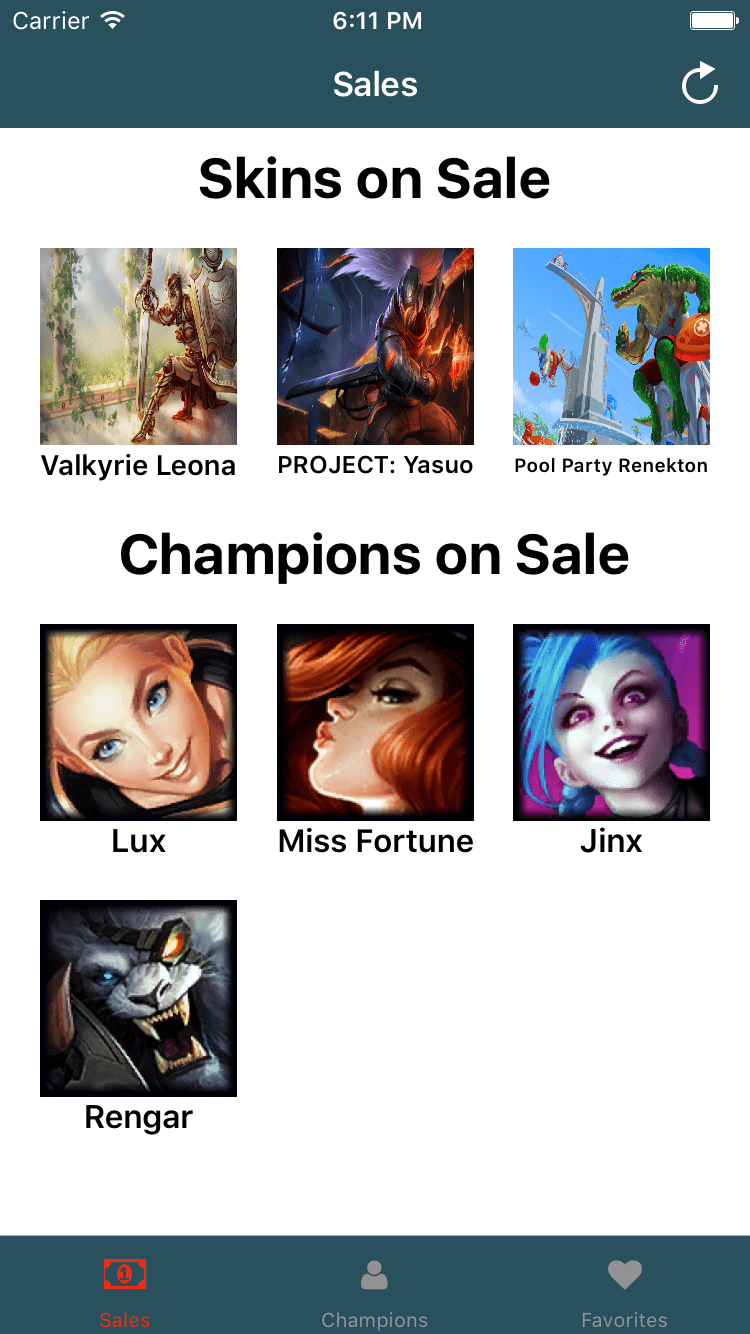 Carrier 6:11 PM
Sales
Skins on Sale
Valkyrie Leona PROJECT: Yasuo Pool Party Renekton
Champions on Sale
Lux Miss Fortune Jinx
Rengar
1
Sales Champions Favorites